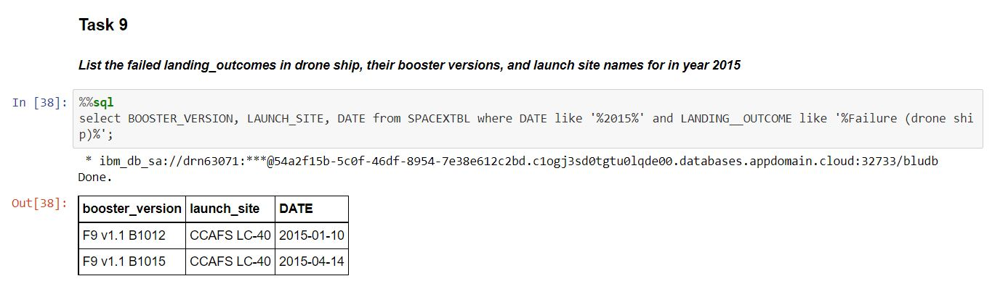 Task 9
List the failed landing_outcomes in drone ship, their booster versions, and launch site names for in year 2015
In [38]: %%sql
select BOOSTER_VERSION, LAUNCH_SITE, DATE from SPACEXTBL where DATE like '%2015%' and LANDING__OUTCOME like '%Failure (drone shi
p)%';
* ibm_db_sa://drn63071:***@54a2f15b-5c0f-46df-8954-7e38e612c2bd.c1ogj3sd0tgtu0lqde00.databases.appdomain.cloud:32733/bludb
Done.
Out[38]: booster_version launch_site DATE
F9 v1.1 B1012 CCAFS LC-40 2015-01-10
F9 v1.1 B1015 CCAFS LC-40 2015-04-14